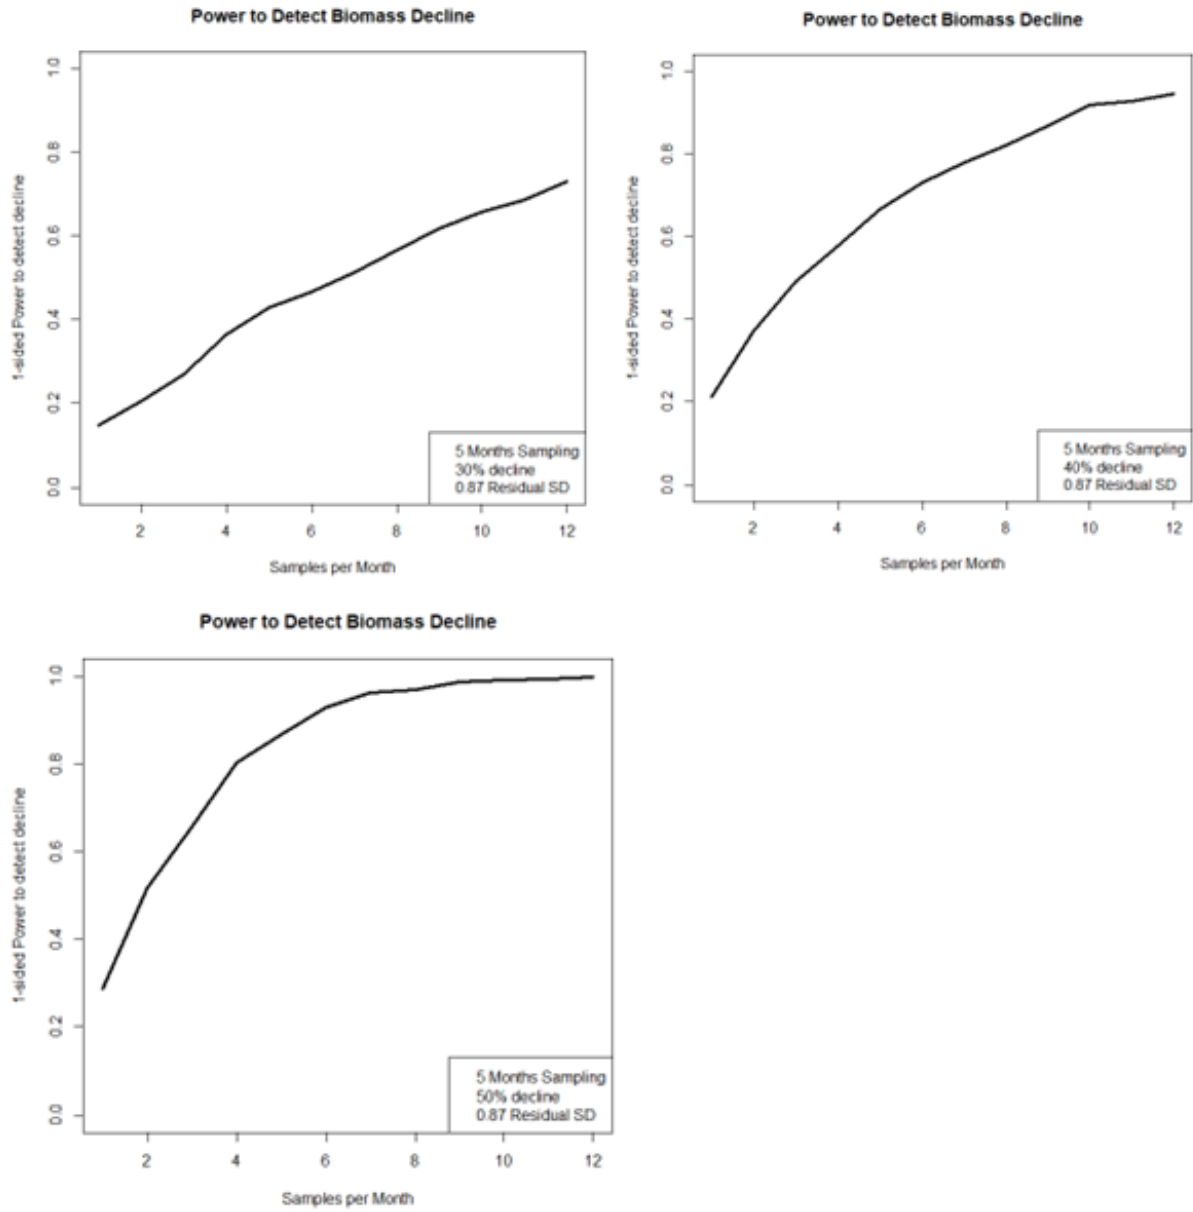 Power to Detect Biomass Decline
1-sided Power to detect decline
1.0
0.8
0.6
0.4
0.2
0.0
5 Months Sampling
30% decline
0.87 Residual SD
2 4 6 8 10 12
Samples per Month
Power to Detect Biomass Decline
1-sided Power to detect decline
1.0
0.8
0.6
0.4
0.2
0.0
5 Months Sampling
40% decline
0.87 Residual SD
2 4 6 8 10 12
Samples per Month
Power to Detect Biomass Decline
1-sided Power to detect decline
1.0
0.8
0.6
0.4
0.2
0.0
5 Months Sampling
50% decline
0.87 Residual SD
2 4 6 8 10 12
Samples per Month